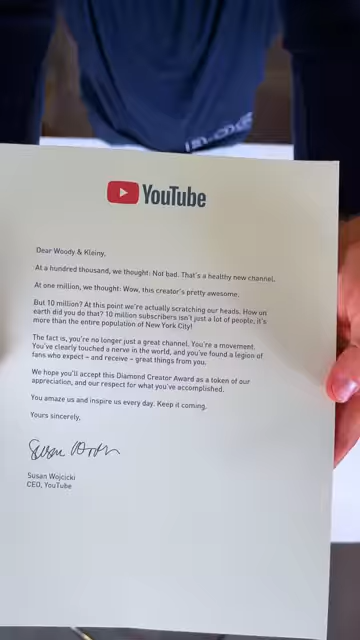 YouTube
Dear Woody & Kleiny,
At a hundred thousand, we thought: Not bad. That's a healthy new channel.
At one million, we thought: Wow, this creator's pretty awesome.
But 10 million? At this point we're actually scratching our heads. How on
earth did you do that? 10 million subscribers isn't just a lot of people, it's
more than the entire population of New York City!
The fact is, you're no longer just a great channel. You're a movement.
You've clearly touched a nerve in the world, and you've found a legion of
fans who expect – and receive – great things from you.
We hope you'll accept this Diamond Creator Award as a token of our
appreciation, and our respect for what you've accomplished.
You amaze us and inspire us every day. Keep it coming.
Yours sincerely,
Susan Wojcicki
CEO, YouTube